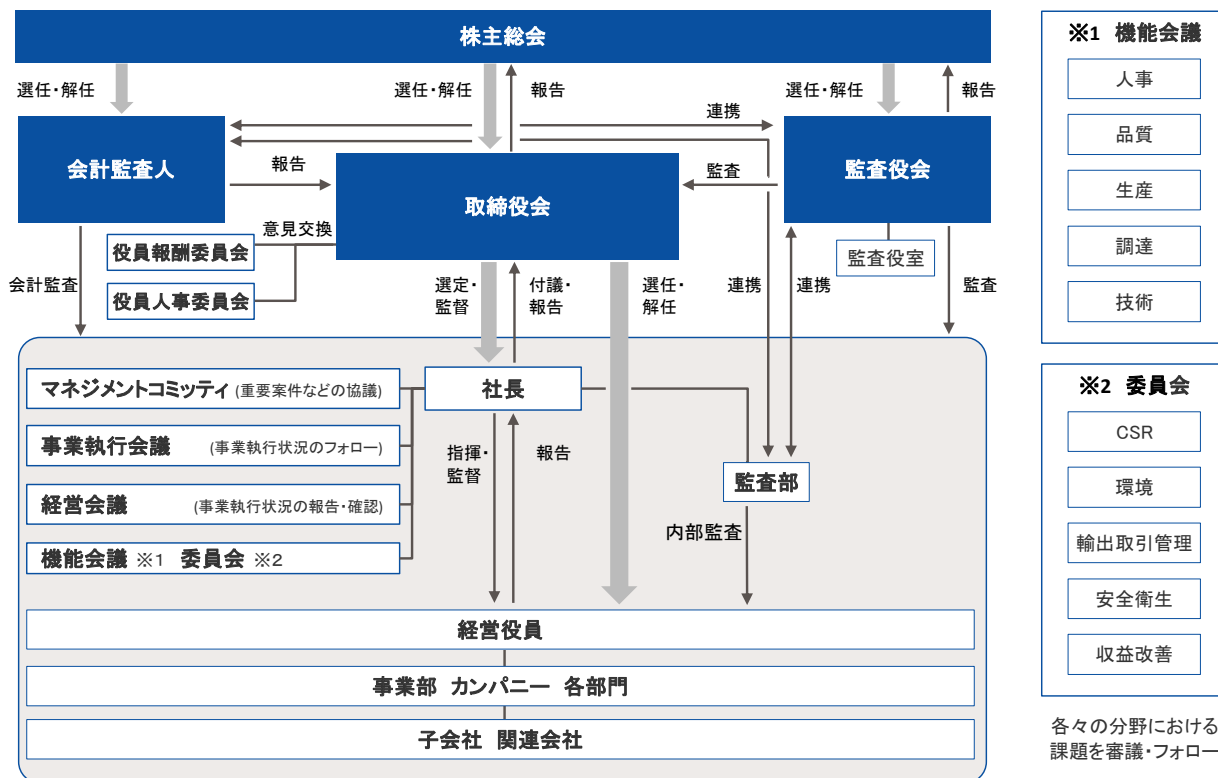 株主総会
選任・解任
選任・解任
報告
選任・解任
報告
連携
会計監査人
報告
取締役会
監査
監査役会
意見交換
役員報酬委員会
役員人事委員会
監査役室
会計監査
選定・
監督
付議・
報告
選任・
解任
連携
連携
監査
マネジメントコミッティ (重要案件などの協議)
社長
事業執行会議 (事業執行状況のフォロー)
指揮・
監督
報告
監査部
経営会議 (事業執行状況の報告・確認)
内部監査
機能会議 ※1 委員会 ※2
経営役員
事業部 カンパニー 各部門
子会社 関連会社
※1 機能会議
人事
品質
生産
調達
技術
※2 委員会
CSR
環境
輸出取引管理
安全衛生
収益改善
各々の分野における
課題を審議・フォロー